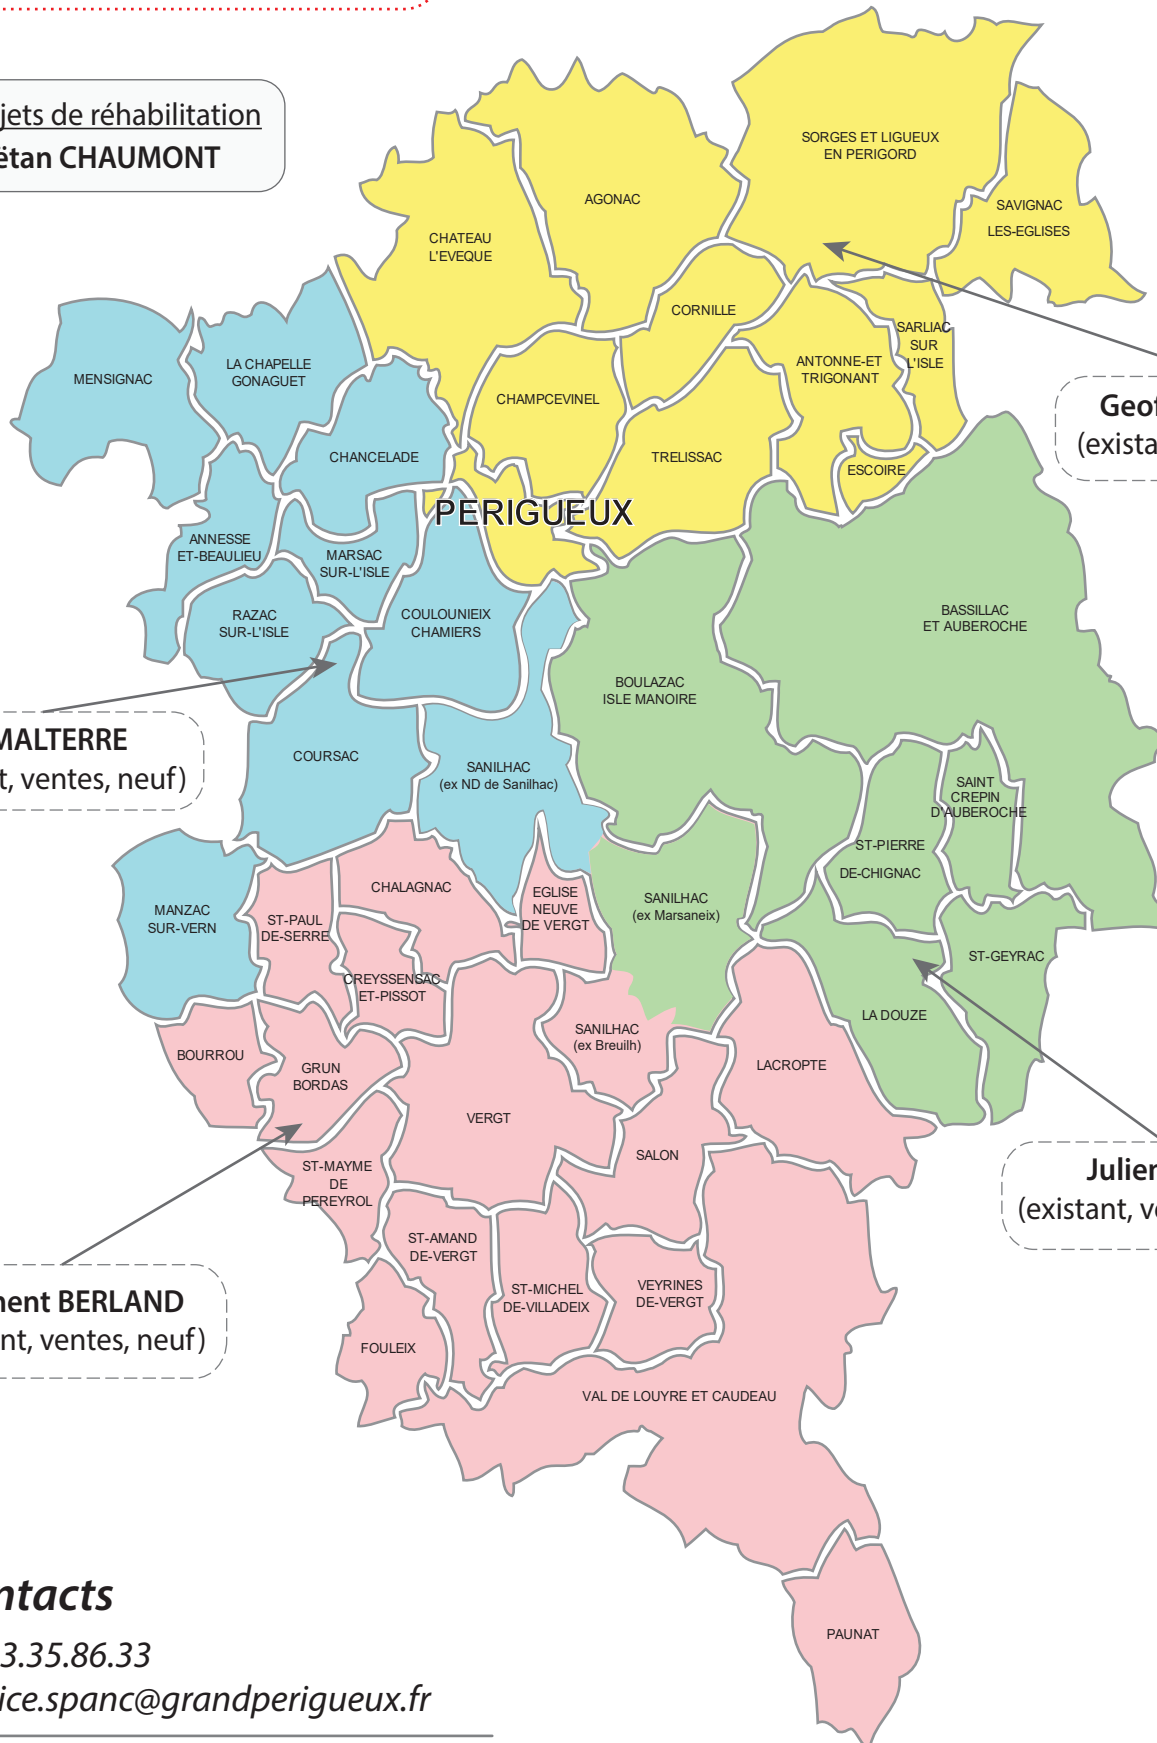 jets de réhabilitation
ëtan CHAUMONT
SORGES ET LIGUEUX
EN PERIGORD
AGONAC
SAVIGNAC
LES-EGLISES
CHATEAU
L'EVEQUE
CORNILLE
SARLIAC
SUR
L'ISLE
LA CHAPELLE
GONAGUET
ANTONNE-ET
TRIGONANT
MENSIGNAC
CHAMPCEVINEL
Geof
(exista
CHANCELADE
TRELISSAC
ESCOIRE
PERIGUEUX
ANNESSE
ET-BEAULIEU
MARSAC
SUR-L'ISLE
RAZAC
SUR-L'ISLE
COULOUNIEIX
CHAMIERS
BASSILLAC
ET AUBEROCHE
BOULAZAC
ISLE MANOIRE
MALTERRE
t, ventes, neuf)
COURSAC
SANILHAC
(ex ND de Sanilhac)
SAINT
CREPIN
D'AUBEROCHE
ST-PIERRE
DE-CHIGNAC
CHALAGNAC
EGLISE
NEUVE
DE VERGT
SANILHAC
(ex Marsaneix)
MANZAC
SUR-VERN
ST-PAUL
DE-SERRE
ST-GEYRAC
CREYSSENSAC
ET-PISSOT
LA DOUZE
SANILHAC
(ex Breuilh)
BOURROU
GRUN
BORDAS
LACROPTE
VERGT
SALON
ST-MAYME
DE
PEREYROL
Julien
(existant, ve
ST-AMAND
DE-VERGT
ST-MICHEL
DE-VILLADEIX
VEYRINES
DE-VERGT
nent BERLAND
nt, ventes, neuf)
FOULEIX
VAL DE LOUYRE ET CAUDEAU
ntacts
PAUNAT
3.35.86.33
ice.spanc@grandperigueux.fr